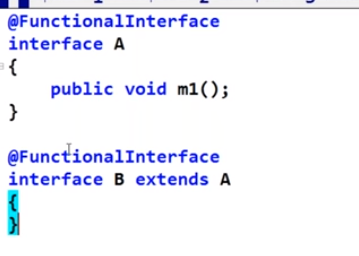 @FunctionalInterface
interface A
{
public void m1();
}
@FunctionalInterface
interface B extends A
{
}